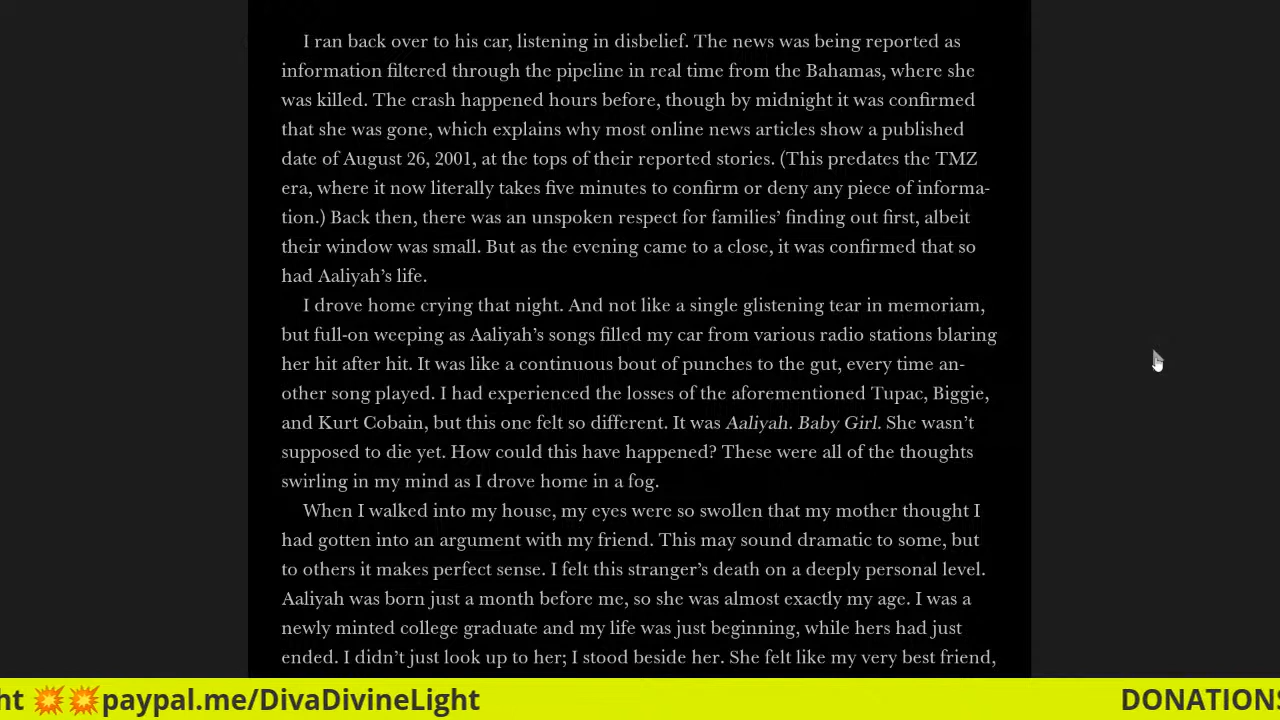 I ran back over to his car, listening in disbelief. The news was being reported as
information filtered through the pipeline in real time from the Bahamas, where she
was killed. The crash happened hours before, though by midnight it was confirmed
that she was gone, which explains why most online news articles show a published
date of August 26, 2001, at the tops of their reported stories. (This predates the TMZ
era, where it now literally takes five minutes to confirm or deny any piece of informa-
tion.) Back then, there was an unspoken respect for families’ finding out first, albeit
their window was small. But as the evening came to a close, it was confirmed that so
had Aaliyah’s life.
I drove home crying that night. And not like a single glistening tear in memoriam,
but full-on weeping as Aaliyah’s songs filled my car from various radio stations blaring
her hit after hit. It was like a continuous bout of punches to the gut, every time an-
other song played. I had experienced the losses of the aforementioned Tupac, Biggie,
and Kurt Cobain, but this one felt so different. It was Aaliyah. Baby Girl. She wasn’t
supposed to die yet. How could this have happened? These were all of the thoughts
swirling in my mind as I drove home in a fog.
When I walked into my house, my eyes were so swollen that my mother thought I
had gotten into an argument with my friend. This may sound dramatic to some, but
to others it makes perfect sense. I felt this stranger’s death on a deeply personal level.
Aaliyah was born just a month before me, so she was almost exactly my age. I was a
newly minted college graduate and my life was just beginning, while hers had just
ended. I didn’t just look up to her; I stood beside her. She felt like my very best friend,
ht 💥💥paypal.me/DivaDivineLight DONATIONS